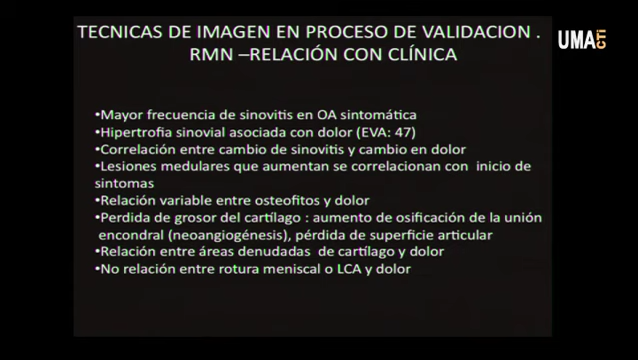 TECNICAS DE IMAGEN EN PROCESO DE VALIDACION .
RMN –RELACIÓN CON CLÍNICA
UMA CTI
•Mayor frecuencia de sinovitis en OA sintomática
•Hipertrofia sinovial asociada con dolor (EVA: 47)
•Correlación entre cambio de sinovitis y cambio en dolor
•Lesiones medulares que aumentan se correlacionan con inicio de
sintomas
•Relación variable entre osteofitos y dolor
•Perdida de grosor del cartílago : aumento de osificación de la unión
encondral (neoangiogénesis), pérdida de superficie articular
•Relación entre áreas denudadas de cartílago y dolor
•No relación entre rotura meniscal o LCA y dolor